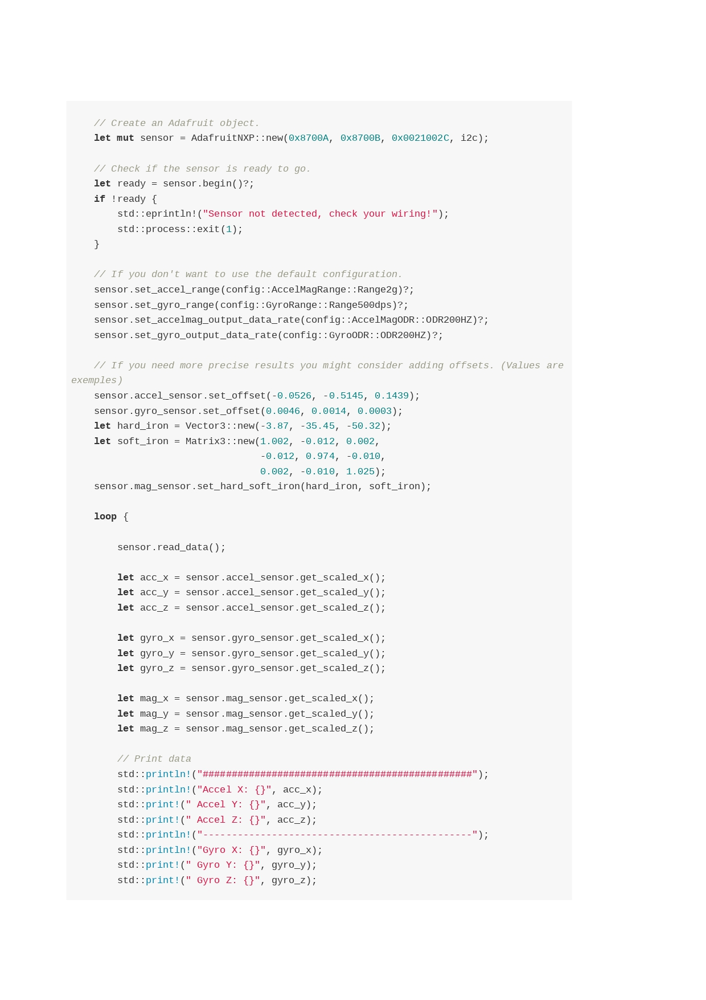 // Create an Adafruit object.
let mut sensor = AdafruitNXP::new(0x8700A, 0x8700B, 0x0021002C, i2c);
// Check if the sensor is ready to go.
let ready = sensor.begin()?;
if !ready {
std::eprintln!("Sensor not detected, check your wiring!");
std::process::exit(1);
}
// If you don't want to use the default configuration.
sensor.set_accel_range(config::AccelMagRange::Range2g)?;
sensor.set_gyro_range(config::GyroRange::Range500dps)?;
sensor.set_accelmag_output_data_rate(config::AccelMagODR::ODR200HZ)?;
sensor.set_gyro_output_data_rate(config::GyroODR::ODR200HZ)?;
// If you need more precise results you might consider adding offsets. (Values are
exemples)
sensor.accel_sensor.set_offset(-0.0526, -0.5145, 0.1439);
sensor.gyro_sensor.set_offset(0.0046, 0.0014, 0.0003);
let hard_iron = Vector3::new(-3.87, -35.45, -50.32);
let soft_iron = Matrix3::new(1.002, -0.012, 0.002,
-0.012, 0.974, -0.010,
0.002, -0.010, 1.025);
sensor.mag_sensor.set_hard_soft_iron(hard_iron, soft_iron);
loop {
sensor.read_data();
let acc_x = sensor.accel_sensor.get_scaled_x();
let acc_y = sensor.accel_sensor.get_scaled_y();
let acc_z = sensor.accel_sensor.get_scaled_z();
let gyro_x = sensor.gyro_sensor.get_scaled_x();
let gyro_y = sensor.gyro_sensor.get_scaled_y();
let gyro_z = sensor.gyro_sensor.get_scaled_z();
let mag_x = sensor.mag_sensor.get_scaled_x();
let mag_y = sensor.mag_sensor.get_scaled_y();
let mag_z = sensor.mag_sensor.get_scaled_z();
// Print data
std::println!("###############################################");
std::println!("Accel X: {}", acc_x);
std::print!(" Accel Y: {}", acc_y);
std::print!(" Accel Z: {}", acc_z);
std::println!("-----------------------------------------------");
std::println!("Gyro X: {}", gyro_x);
std::print!(" Gyro Y: {}", gyro_y);
std::print!(" Gyro Z: {}", gyro_z);